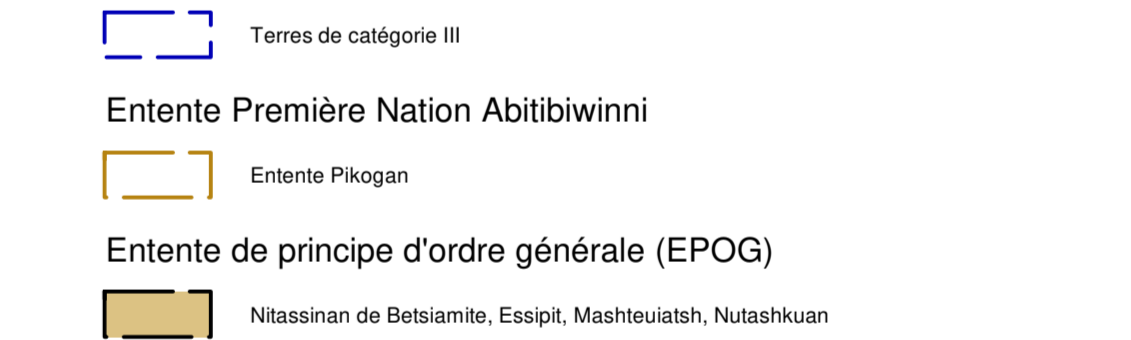 Terres de catégorie III
Entente Première Nation Abitibiwinni
Entente Pikogan
Entente de principe d'ordre générale (EPOG)
Nitassinan de Betsiamite, Essipit, Mashteuiatsh, Nutashkuan